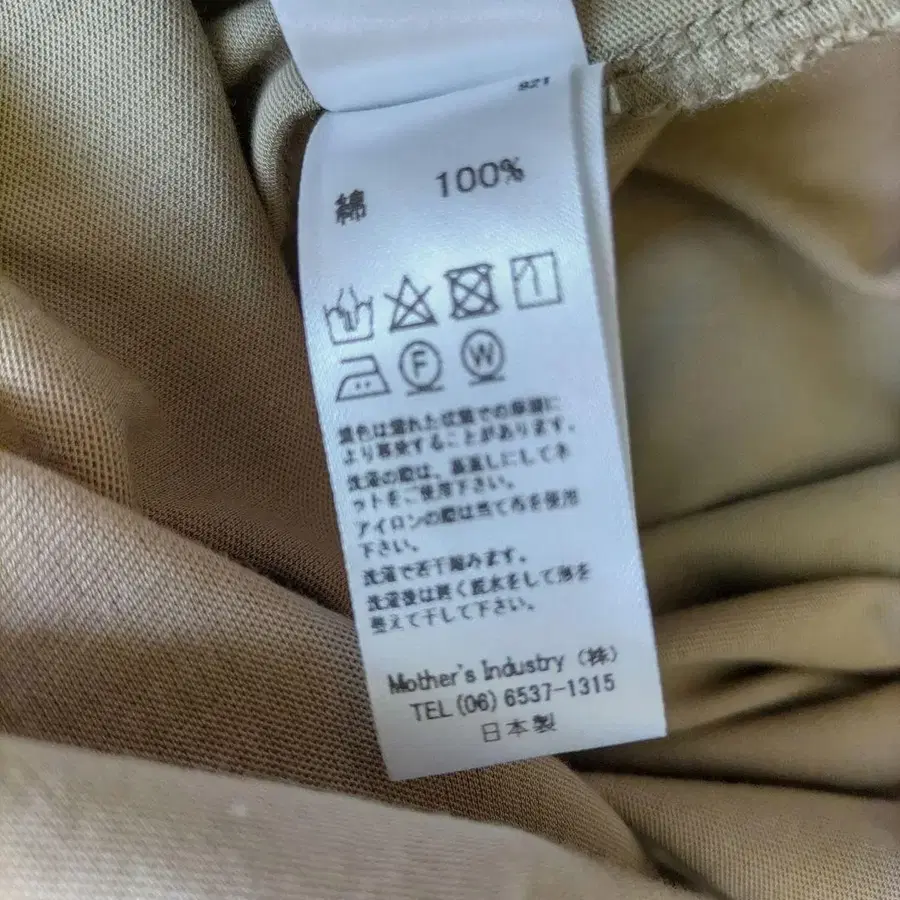 821
綿 100%
F W
濃色は濡れた状態での摩擦に
より移染することがあります。
洗濯の際は、裏返しにしてネ
ットをご使用下さい。
アイロンの際は当て布を使用
下さい。
洗濯で若干縮みます。
洗濯後は軽く脱水をして形を
整えて干して下さい。
Mother's Industry (株)
TEL(06)6537-1315
日本製